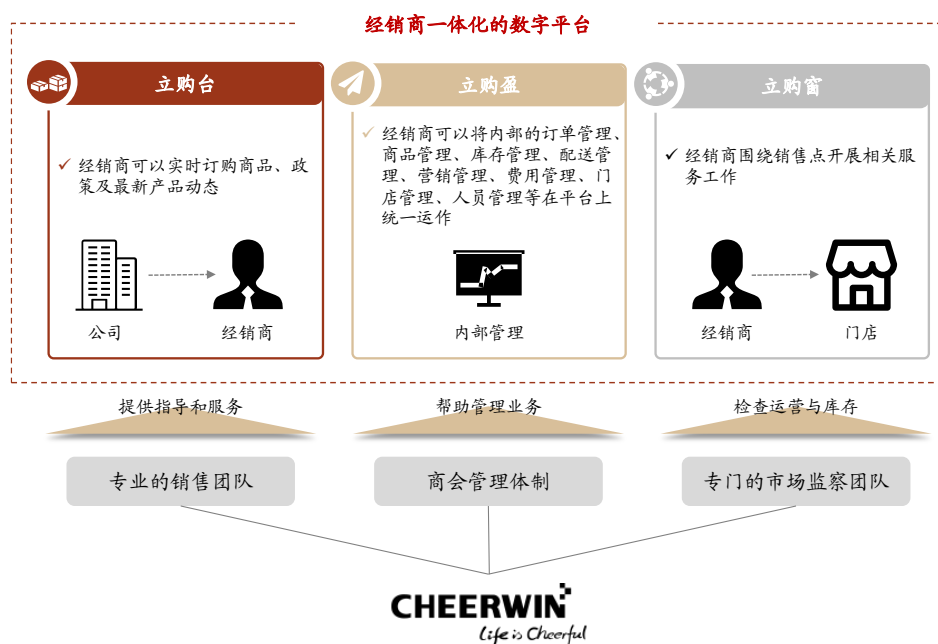 经销商一体化的数字平台
立购台
立购盈
立购窗
经销商可以实时订购商品、政
策及最新产品动态
经销商可以将内部的订单管理、
商品管理、库存管理、配送管
理、营销管理、费用管理、门
店管理、人员管理等在平台上
统一运作
经销商围绕销售点开展相关服
务工作
公司
经销商
内部管理
经销商
门店
提供指导和服务
帮助管理业务
检查运营与库存
专业的销售团队
商会管理体制
专门的市场监察团队
CHEERWIN
Life is Cheerful